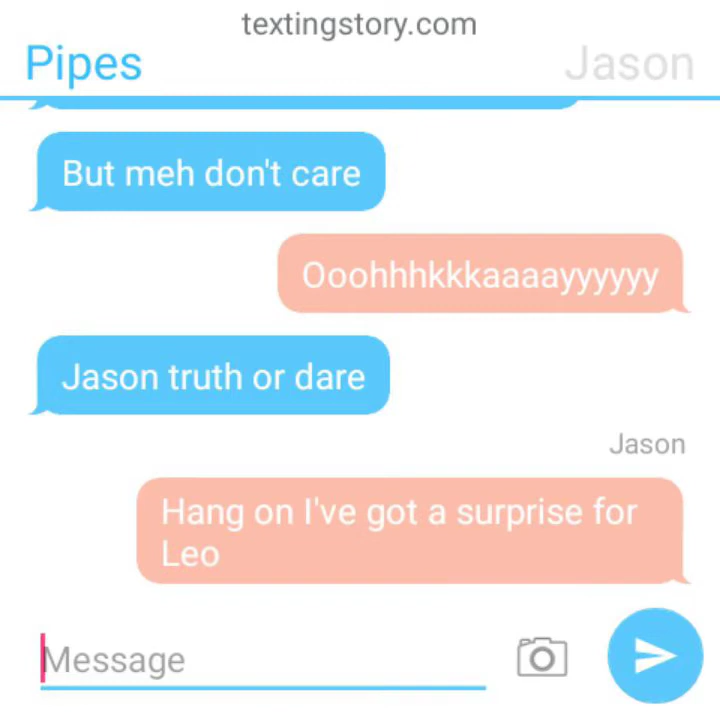 textingstory.com
Pipes
Jason
But meh don't care
Ooohhhkkkaaaayyyyyy
Jason truth or dare
Jason
Hang on I've got a surprise for
Leo
Message